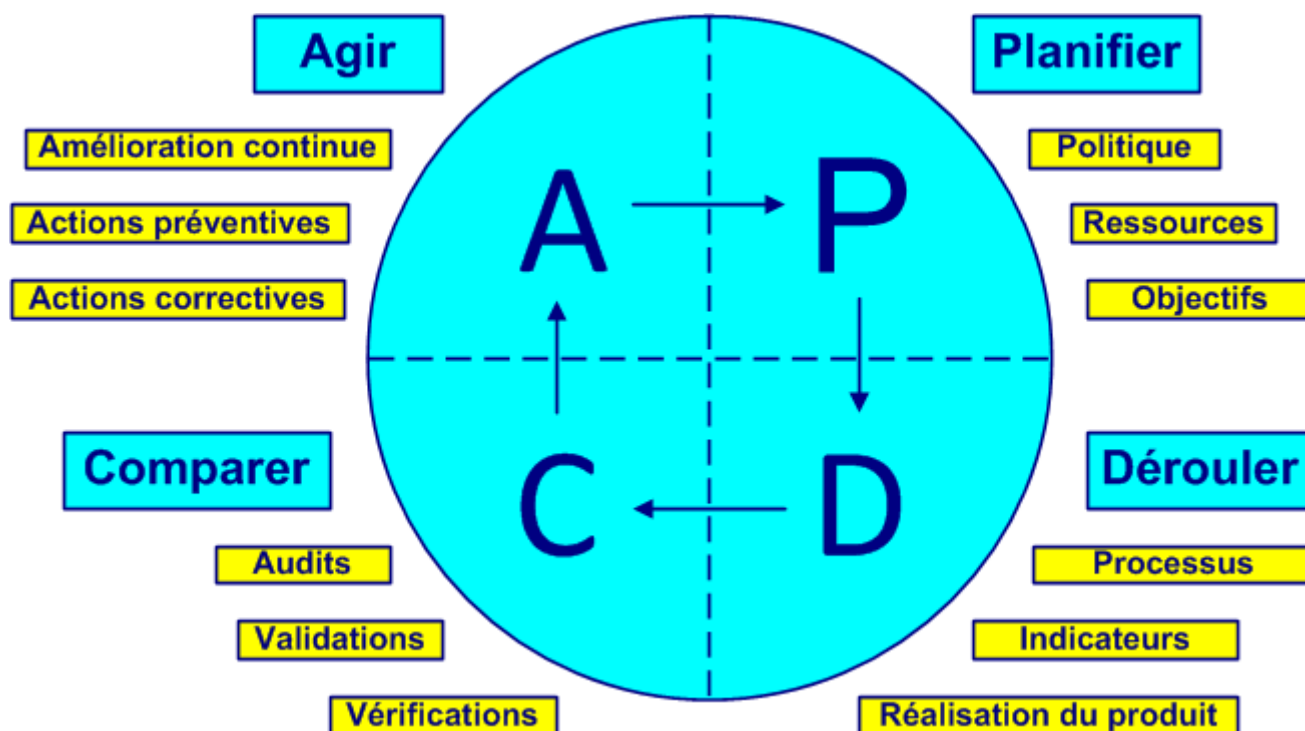 Agir
Planifier
Amélioration continue
Politique
Actions préventives
Ressources
Actions correctives
Objectifs
A
P
C
D
Comparer
Dérouler
Audits
Processus
Validations
Indicateurs
Vérifications
Réalisation du produit